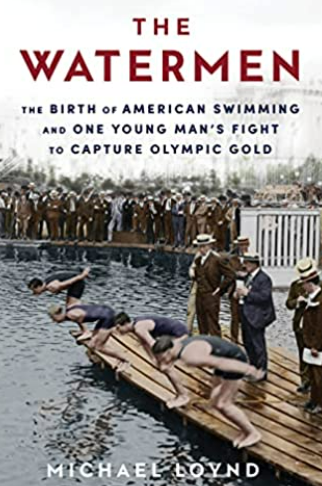 THE
WATERMEN
THE BIRTH OF AMERICAN SWIMMING
AND ONE YOUNG MAN'S FIGHT
TO CAPTURE OLYMPIC GOLD
MICHAEL LOYND